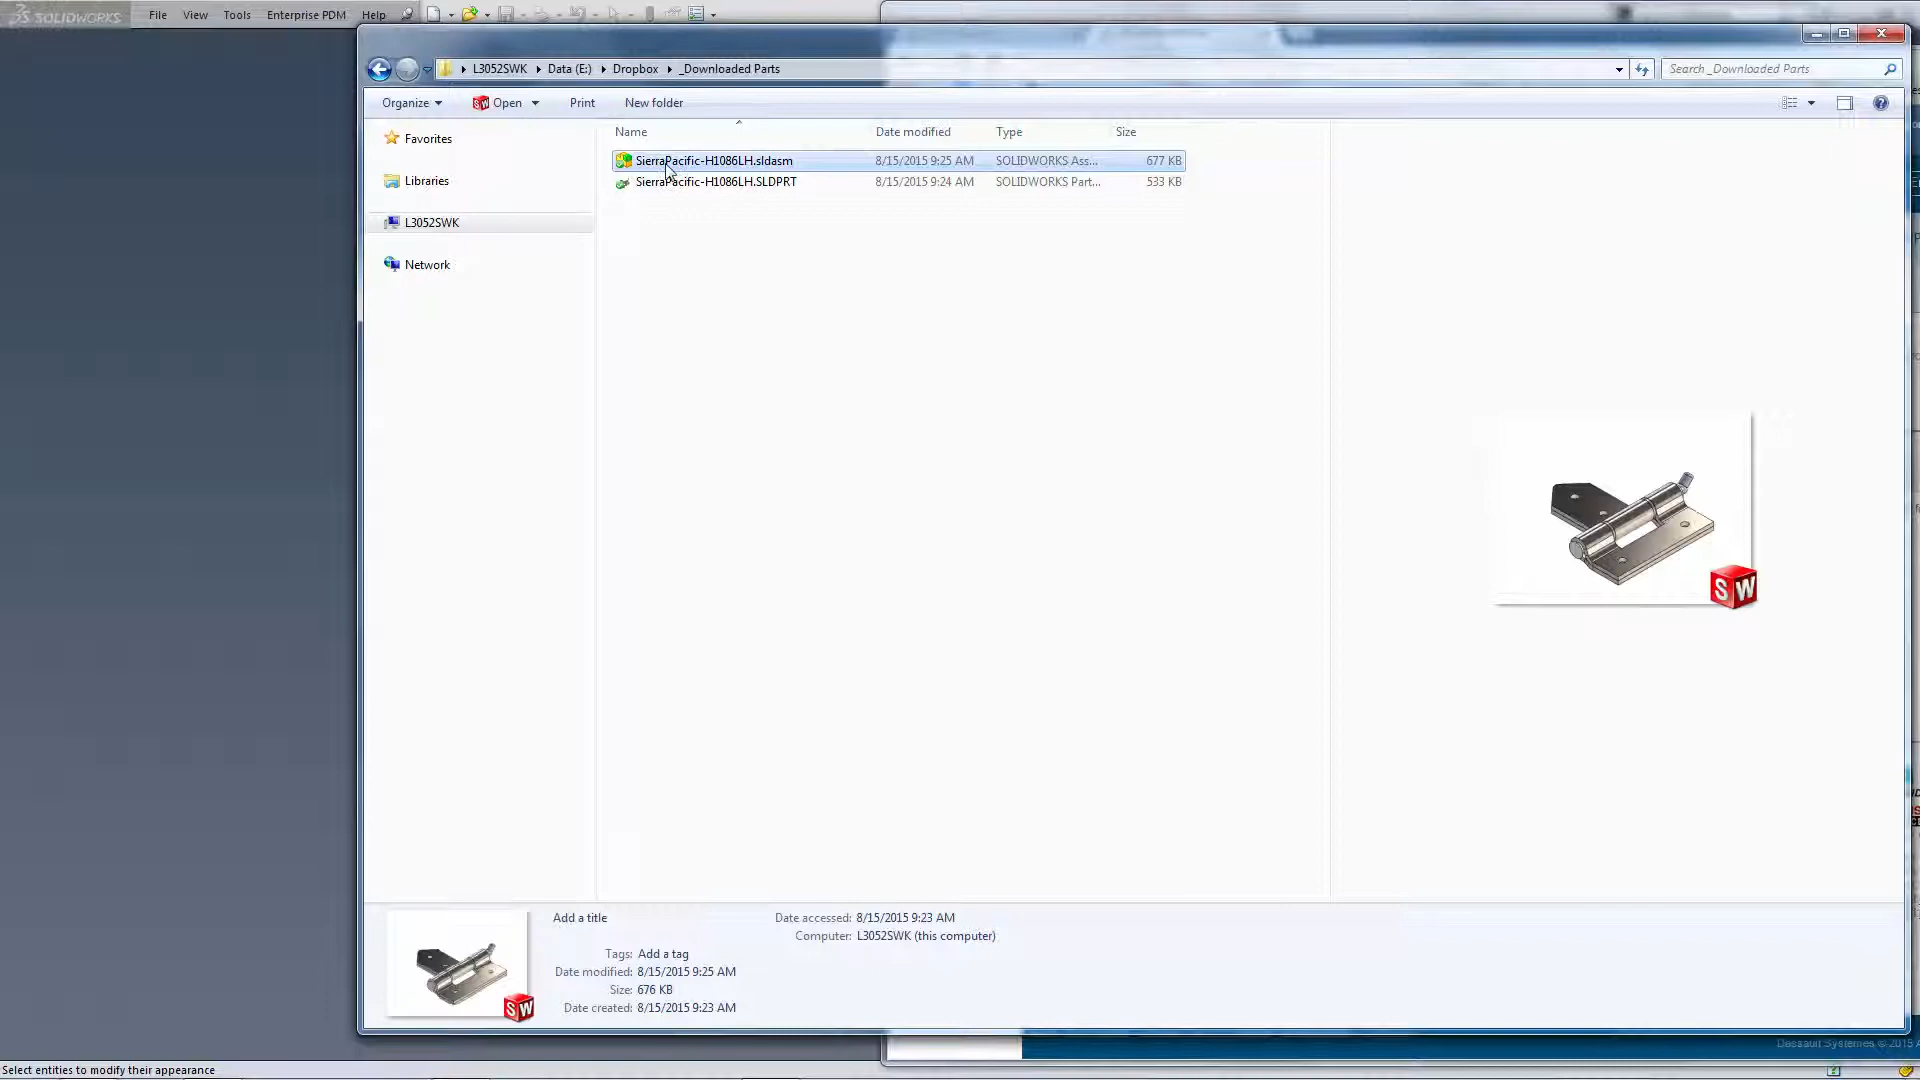 SOLIDWORKS File View Tools Enterprise PDM Help
L3052SWK Data (E:) Dropbox _Downloaded Parts Search _Downloaded Parts
Organize Open Print New folder
Favorites
Libraries
L3052SWK
Network
Name Date modified Type Size
SierraPacific-H1086LH.sldasm 8/15/2015 9:25 AM SOLIDWORKS Ass... 677 KB
SierraPacific-H1086LH.SLDPRT 8/15/2015 9:24 AM SOLIDWORKS Part... 533 KB
SW
SW
Add a title
Tags: Add a tag
Date modified: 8/15/2015 9:25 AM
Size: 676 KB
Date created: 8/15/2015 9:23 AM
Date accessed: 8/15/2015 9:23 AM
Computer: L3052SWK (this computer)
Dassault Systemes © 2015 A
Select entities to modify their appearance